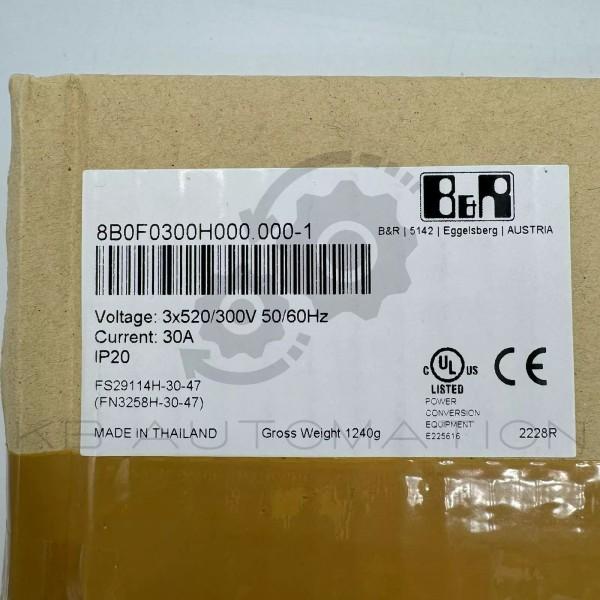 B&R
8B0F0300H000.000-1
B&R | 5142 | Eggelsberg | AUSTRIA
Voltage: 3x520/300V 50/60Hz
Current: 30A
IP20
FS29114H-30-47
(FN3258H-30-47)
C UL US
LISTED
POWER
CONVERSION
EQUIPMENT
E225616
CE
MADE IN THAILAND Gross Weight 1240g 2228R
KB AUTOMATION